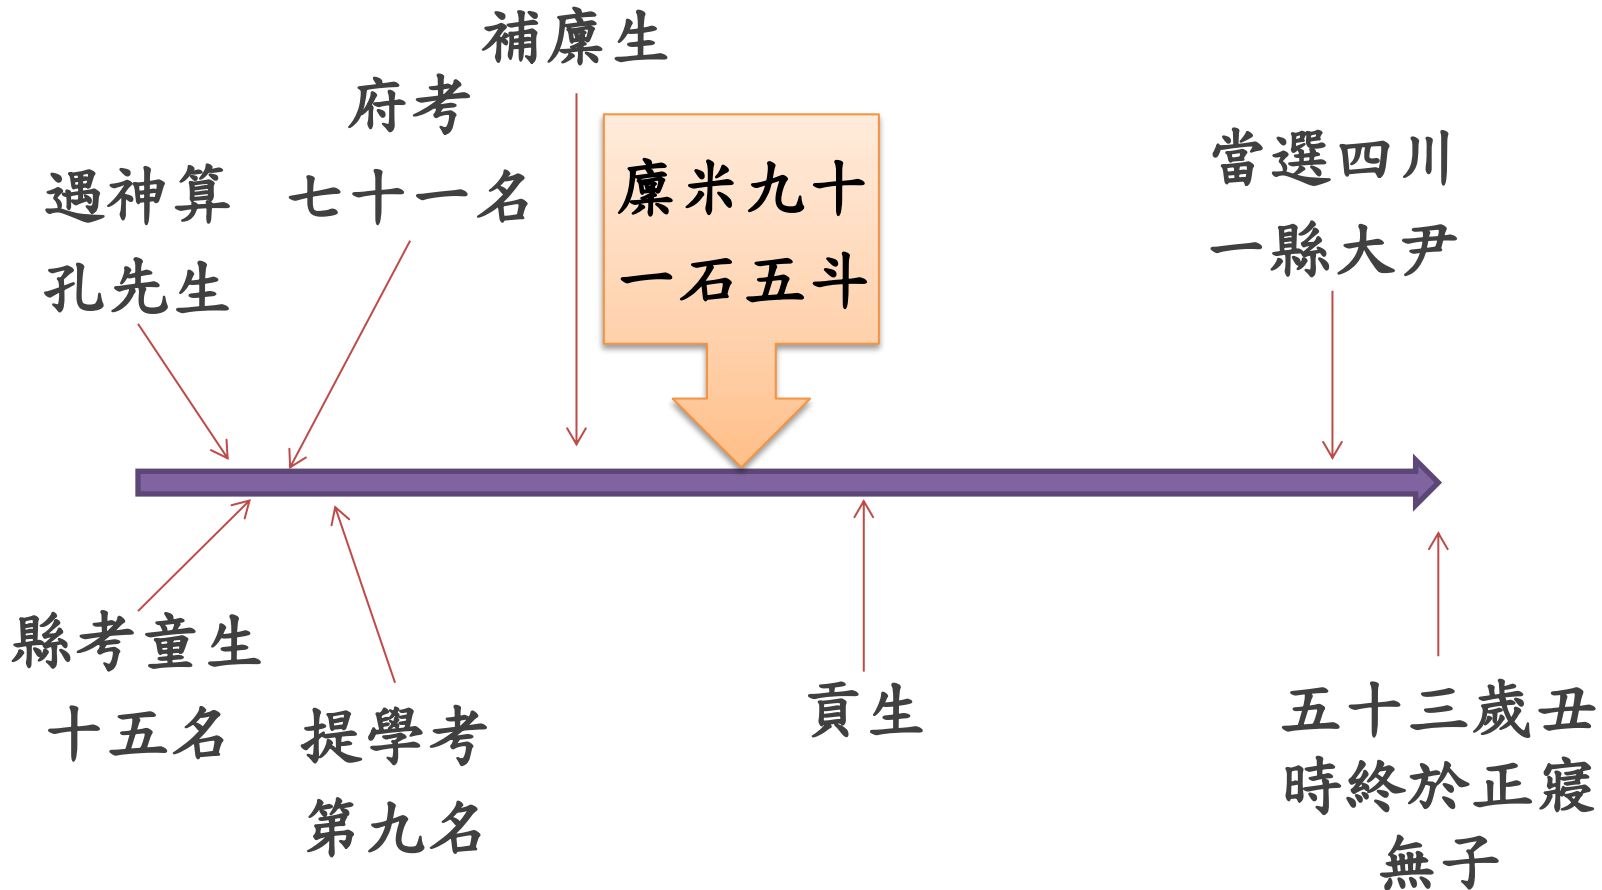 補廩生
府考
七十一名
遇神算
孔先生
廩米九十
一石五斗
當選四川
一縣大尹
縣考童生
十五名
提學考
第九名
貢生
五十三歲丑
時終於正寢
無子